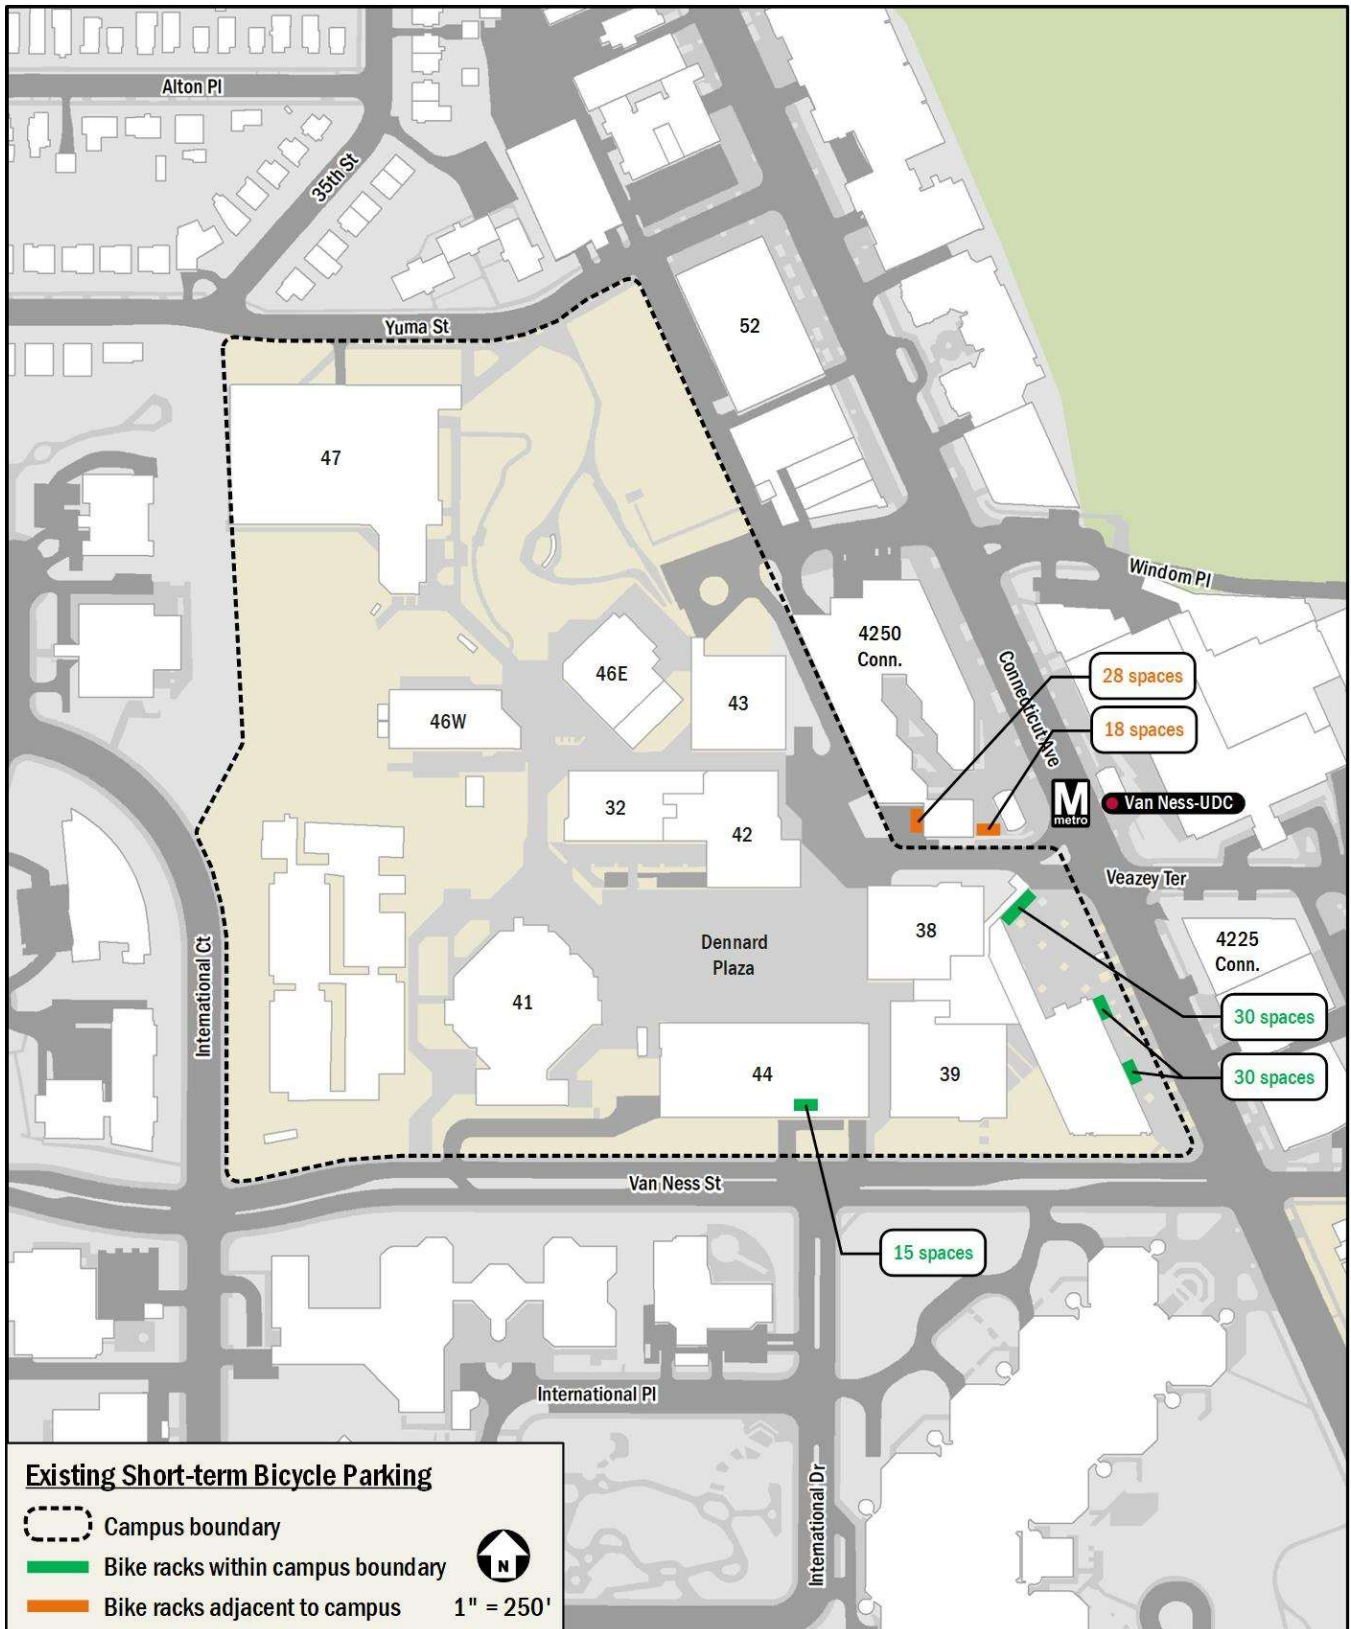 Alton Pl
35th St
Yuma St
52
47
Windom Pl
4250
Conn.
Connecticut Ave
28 spaces
46E
43
46W
18 spaces
M
metro
Van Ness-UDC
32
42
Veazey Ter
38
Dennard
Plaza
4225
Conn.
International Ct
41
30 spaces
44
39
30 spaces
Van Ness St
15 spaces
International Pl
International Dr
Existing Short-term Bicycle Parking
Campus boundary
Bike racks within campus boundary
N
Bike racks adjacent to campus
1" = 250'